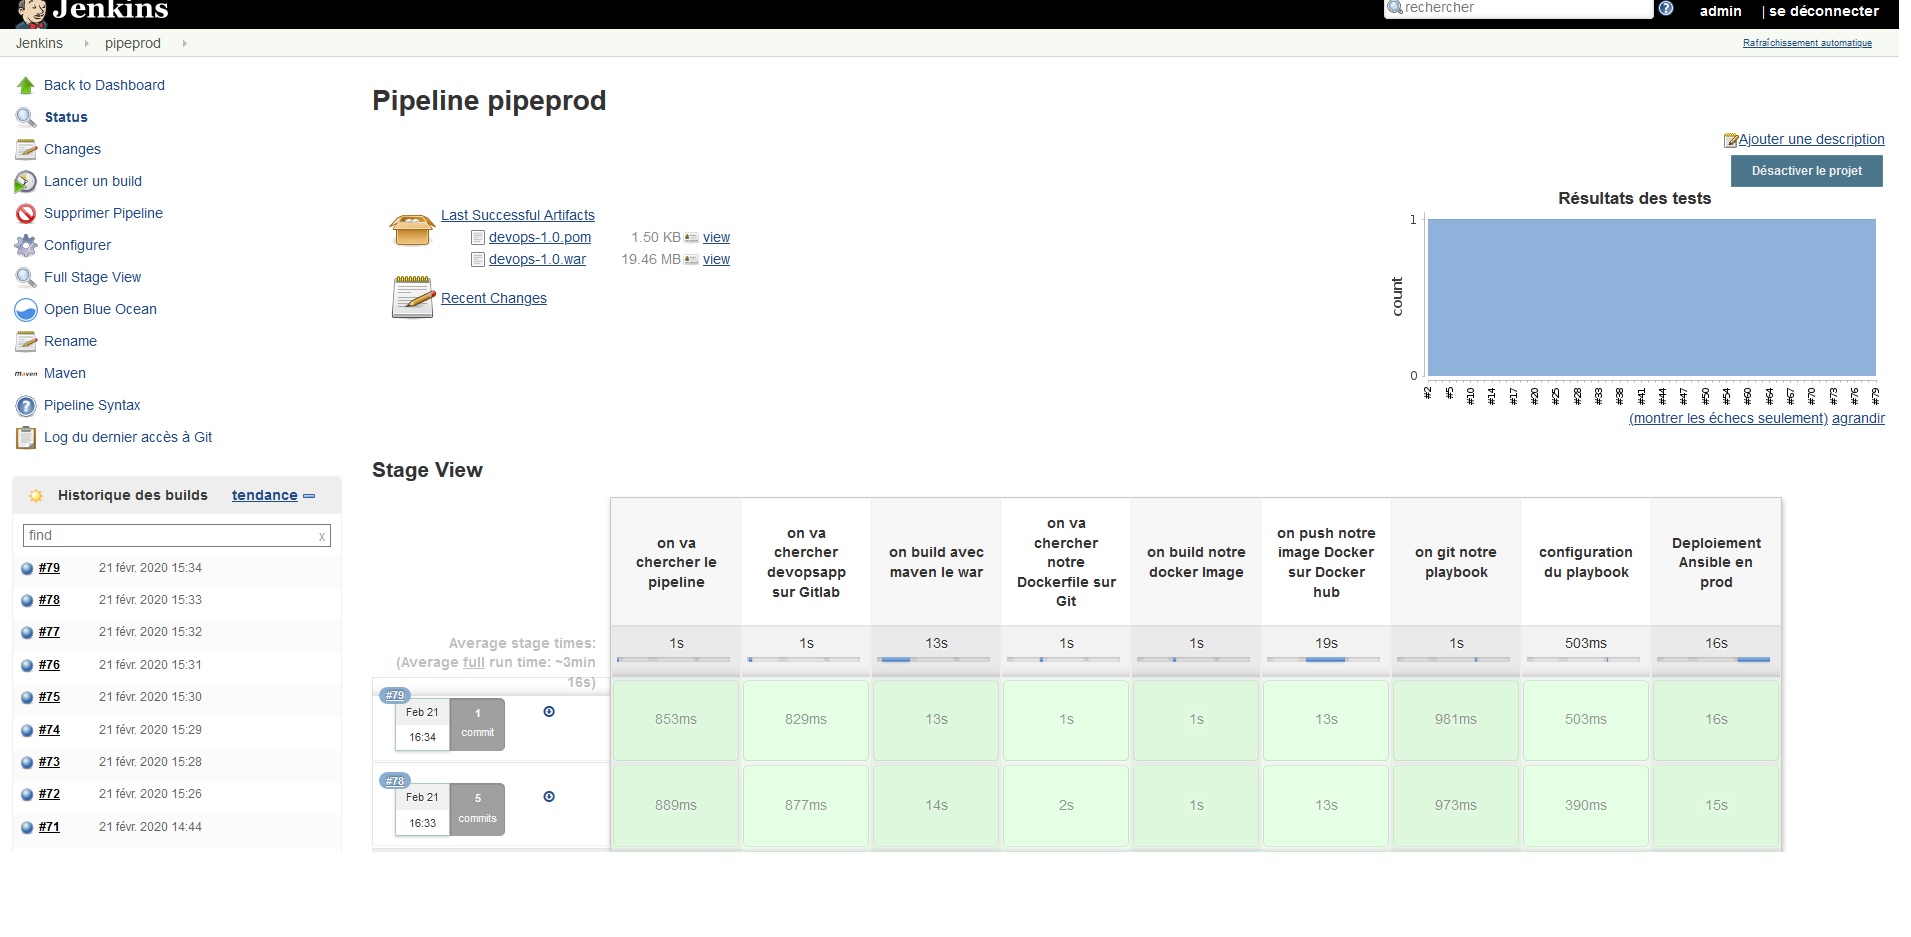 Jenkins
rechercher
admin | se déconnecter
Jenkins pipeprod
Rafraîchissement automatique
Back to Dashboard
Status
Changes
Lancer un build
Supprimer Pipeline
Configurer
Full Stage View
Open Blue Ocean
Rename
maven Maven
Pipeline Syntax
Log du dernier accès à Git
Historique des builds tendance
find x
#79 21 févr. 2020 15:34
#78 21 févr. 2020 15:33
#77 21 févr. 2020 15:32
#76 21 févr. 2020 15:31
#75 21 févr. 2020 15:30
#74 21 févr. 2020 15:29
#73 21 févr. 2020 15:28
#72 21 févr. 2020 15:26
#71 21 févr. 2020 14:44
Pipeline pipeprod
Ajouter une description
Désactiver le projet
Last Successful Artifacts
devops-1.0.pom 1.50 KB view
devops-1.0.war 19.46 MB view
Recent Changes
Résultats des tests
1
count
0
#2 #5 #10 #14 #17 #20 #25 #28 #33 #38 #41 #44 #47 #50 #54 #60 #64 #67 #70 #73 #76 #79
(montrer les échecs seulement) agrandir
Stage View
on va
chercher le
pipeline
on va
chercher
devopsapp
sur Gitlab
on build avec
maven le war
on va
chercher
notre
Dockerfile sur
Git
on build notre
docker Image
on push notre
image Docker
sur Docker
hub
on git notre
playbook
configuration
du playbook
Deploiement
Ansible en
prod
Average stage times:
(Average full run time: ~3min
16s)
1s 1s 13s 1s 1s 19s 1s 503ms 16s
#79
Feb 21
16:34
1
commit
853ms 829ms 13s 1s 1s 13s 981ms 503ms 16s
#78
Feb 21
16:33
5
commits
889ms 877ms 14s 2s 1s 13s 973ms 390ms 15s